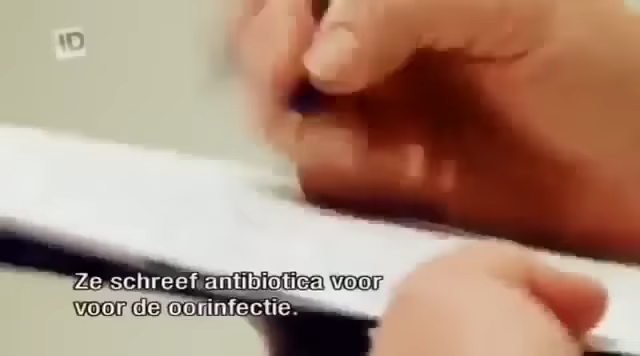 ID
Ze schreef antibiotica voor
voor de oorinfectie.